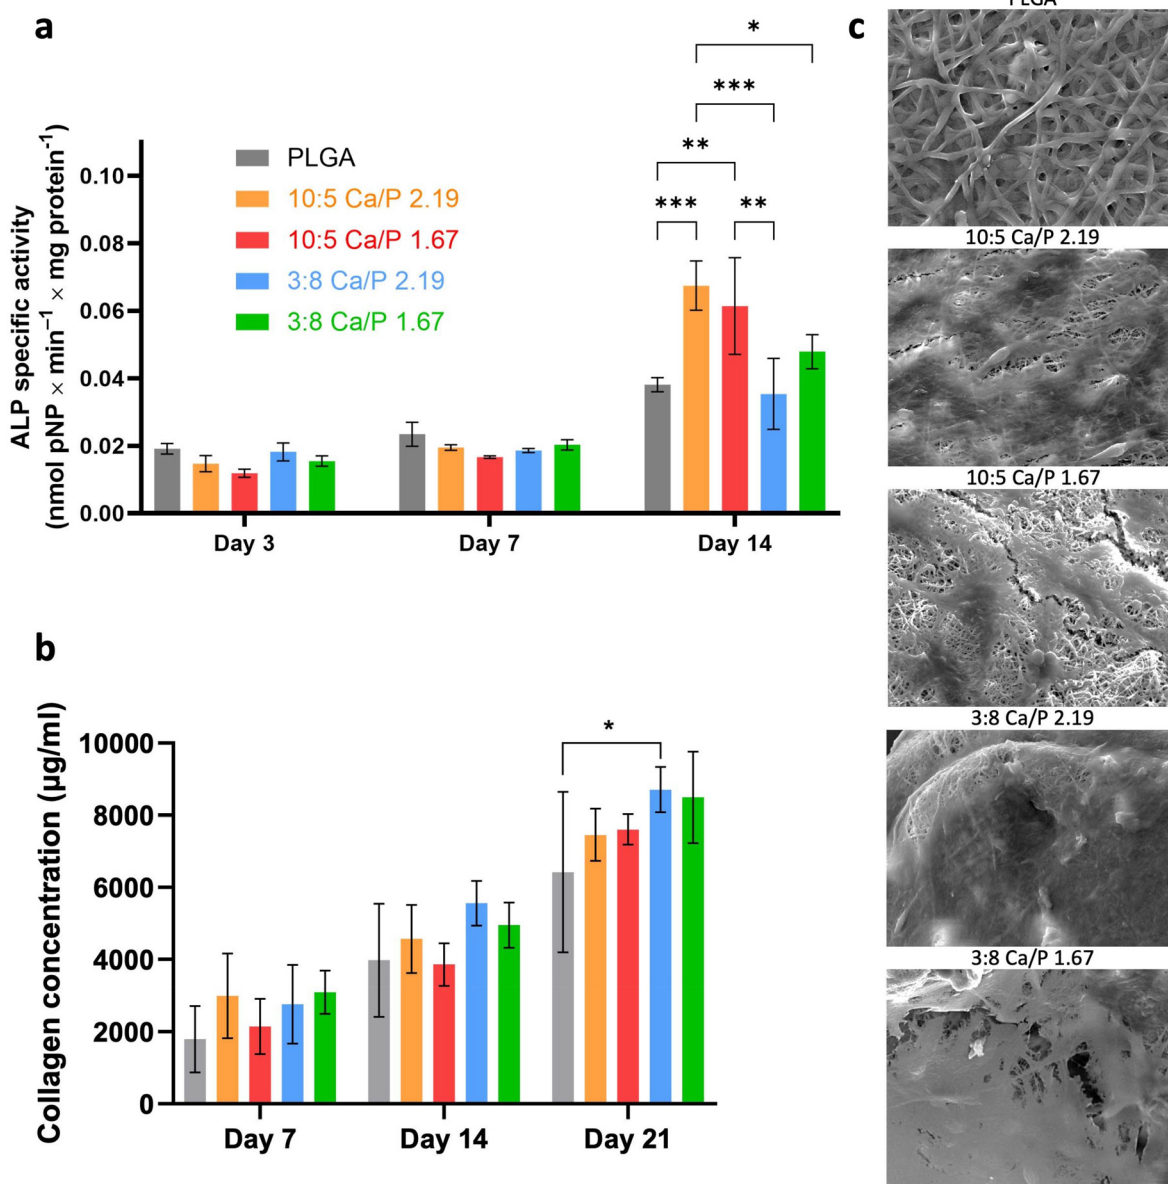 a
ALP specific activity
(nmol pNP × min⁻¹ × mg protein⁻¹)
0.10
0.08
0.06
0.04
0.02
0.00
PLGA
10:5 Ca/P 2.19
10:5 Ca/P 1.67
3:8 Ca/P 2.19
3:8 Ca/P 1.67
*
***
**
*** **
Day 3 Day 7 Day 14
b
Collagen concentration (µg/ml)
10000
8000
6000
4000
2000
0
*
Day 7 Day 14 Day 21
c
PLGA
10:5 Ca/P 2.19
10:5 Ca/P 1.67
3:8 Ca/P 2.19
3:8 Ca/P 1.67